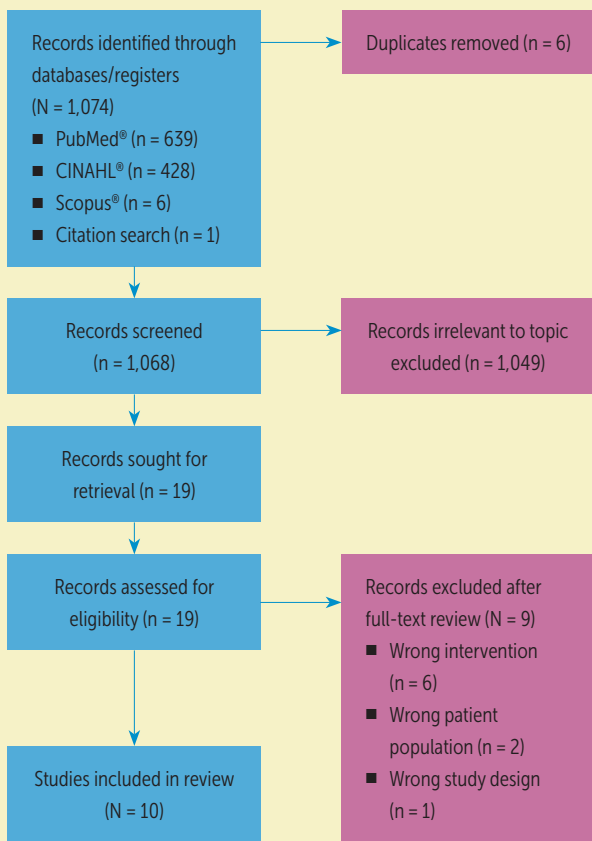 Records identified through
databases/registers
(N = 1,074)
■ PubMed® (n = 639)
■ CINAHL® (n = 428)
■ Scopus® (n = 6)
■ Citation search (n = 1)
Duplicates removed (n = 6)
Records screened
(n = 1,068)
Records irrelevant to topic
excluded (n = 1,049)
Records sought for
retrieval (n = 19)
Records assessed for
eligibility (n = 19)
Records excluded after
full-text review (N = 9)
■ Wrong intervention
(n = 6)
■ Wrong patient
population (n = 2)
■ Wrong study design
(n = 1)
Studies included in review
(N = 10)